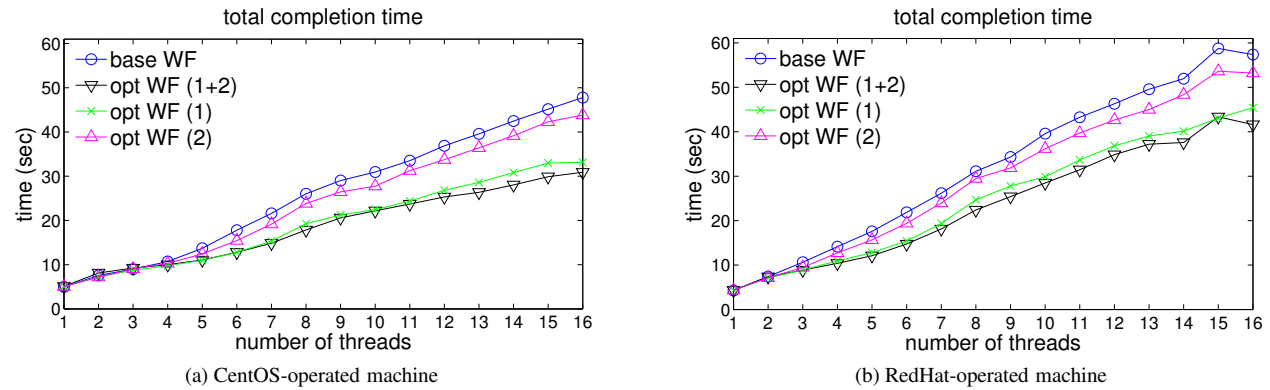 total completion time
60
50
40
30
20
10
0
time (sec)
base WF
opt WF (1+2)
opt WF (1)
opt WF (2)
1 2 3 4 5 6 7 8 9 10 11 12 13 14 15 16
number of threads
(a) CentOS-operated machine
total completion time
60
50
40
30
20
10
0
time (sec)
base WF
opt WF (1+2)
opt WF (1)
opt WF (2)
1 2 3 4 5 6 7 8 9 10 11 12 13 14 15 16
number of threads
(b) RedHat-operated machine